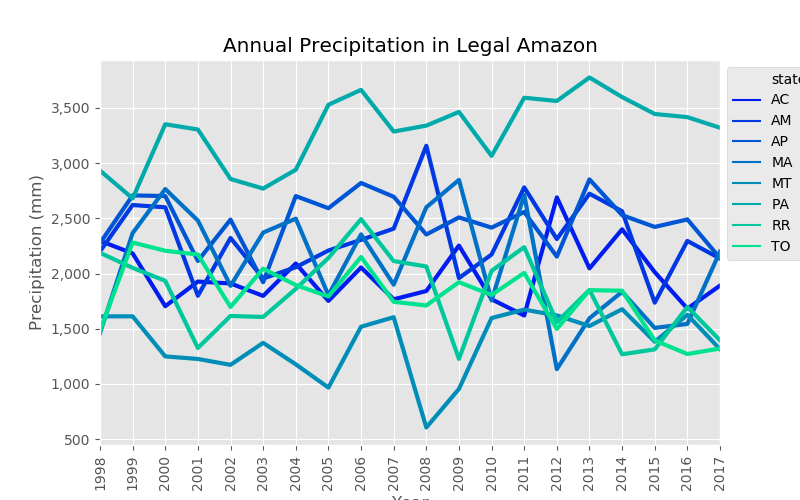 Annual Precipitation in Legal Amazon
Precipitation (mm)
3,500
3,000
2,500
2,000
1,500
1,000
500
1998 1999 2000 2001 2002 2003 2004 2005 2006 2007 2008 2009 2010 2011 2012 2013 2014 2015 2016 2017
Year
state
AC
AM
AP
MA
MT
PA
RR
TO